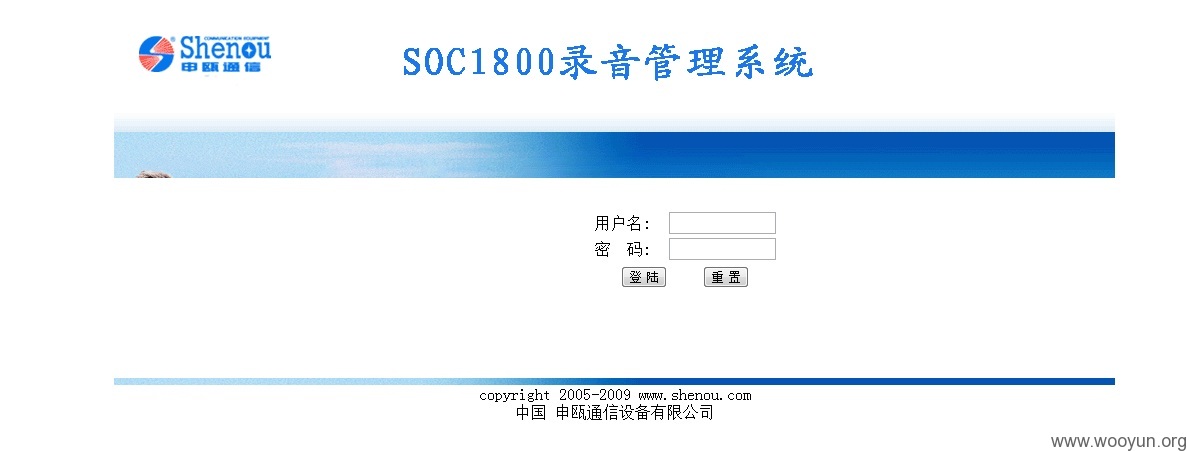 COMMUNICATION EQUIPMENT
Shenou
申瓯通信
SOC1800录音管理系统
用户名:
密 码:
登 陆 重 置
copyright 2005-2009 www.shenou.com
中国 申瓯通信设备有限公司
www.wooyun.org